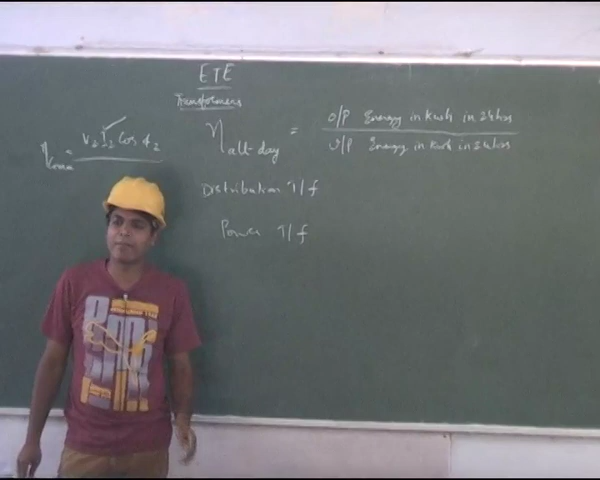 ETE
Transformers
η all-day = O/P Energy in kwh in 24 hrs
I/P Energy in kwh in 24 hrs
η = V₂ I₂ Cos ϕ₂
Distribution T/f
Power T/f